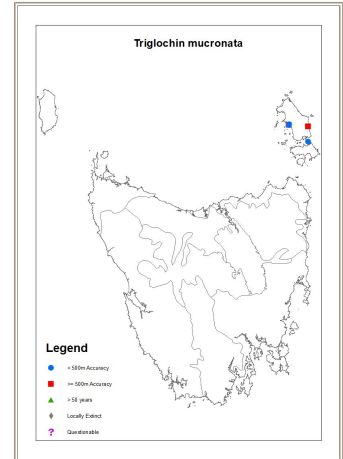 Triglochin mucronata
Legend
< 500m Accuracy
>= 500m Accuracy
> 50 years
Locally Extinct
? Questionable